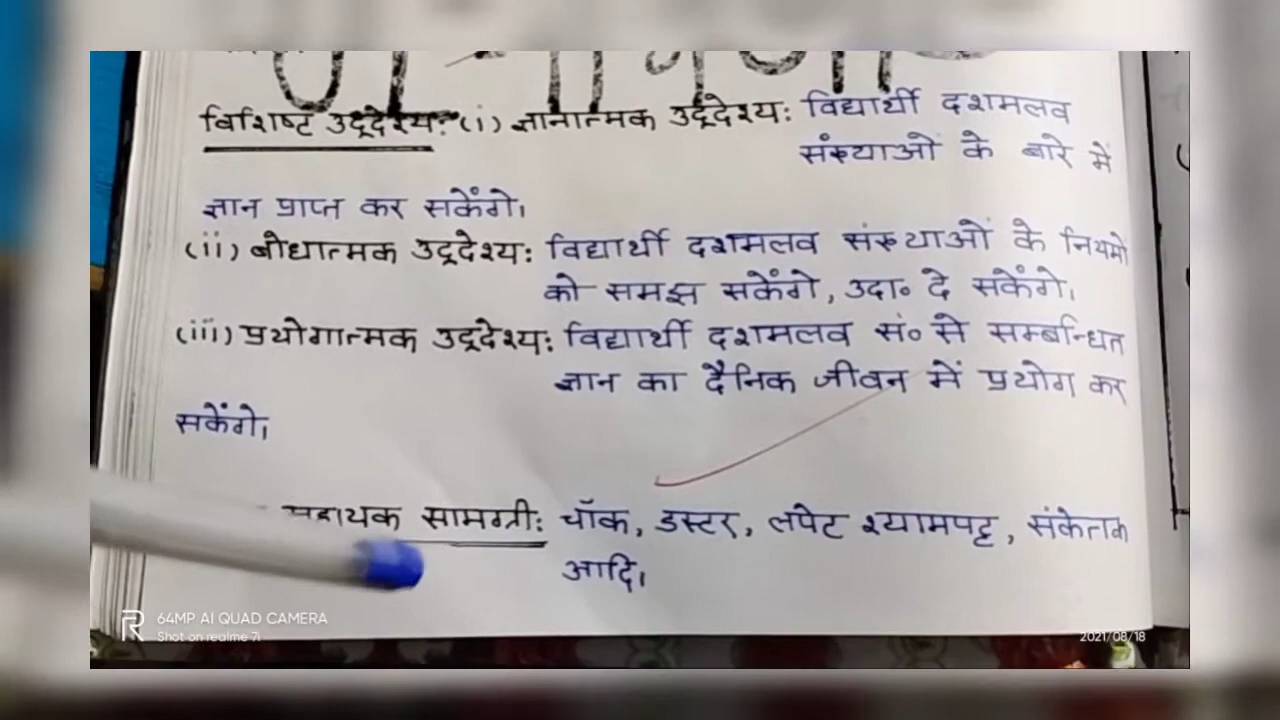 विशिष्ट उद्देश्यः (i) ज्ञानात्मक उद्देश्यः विद्यार्थी दशमलव
संख्याओं के बारे में
ज्ञान प्राप्त कर सकेंगे।
(ii) बोधात्मक उद्देश्यः विद्यार्थी दशमलव संख्याओं के नियमों
को समझ सकेंगे, उदा॰ दे सकेंगे।
(iii) प्रयोगात्मक उद्देश्यः विद्यार्थी दशमलव सं॰ से सम्बन्धित
ज्ञान का दैनिक जीवन में प्रयोग कर
सकेंगे।
सहायक सामग्रीः चॉक, डस्टर, लपेट श्यामपट्ट, संकेतक
आदि।
64MP AI QUAD CAMERA
Shot on realme 7i
2021/08/18